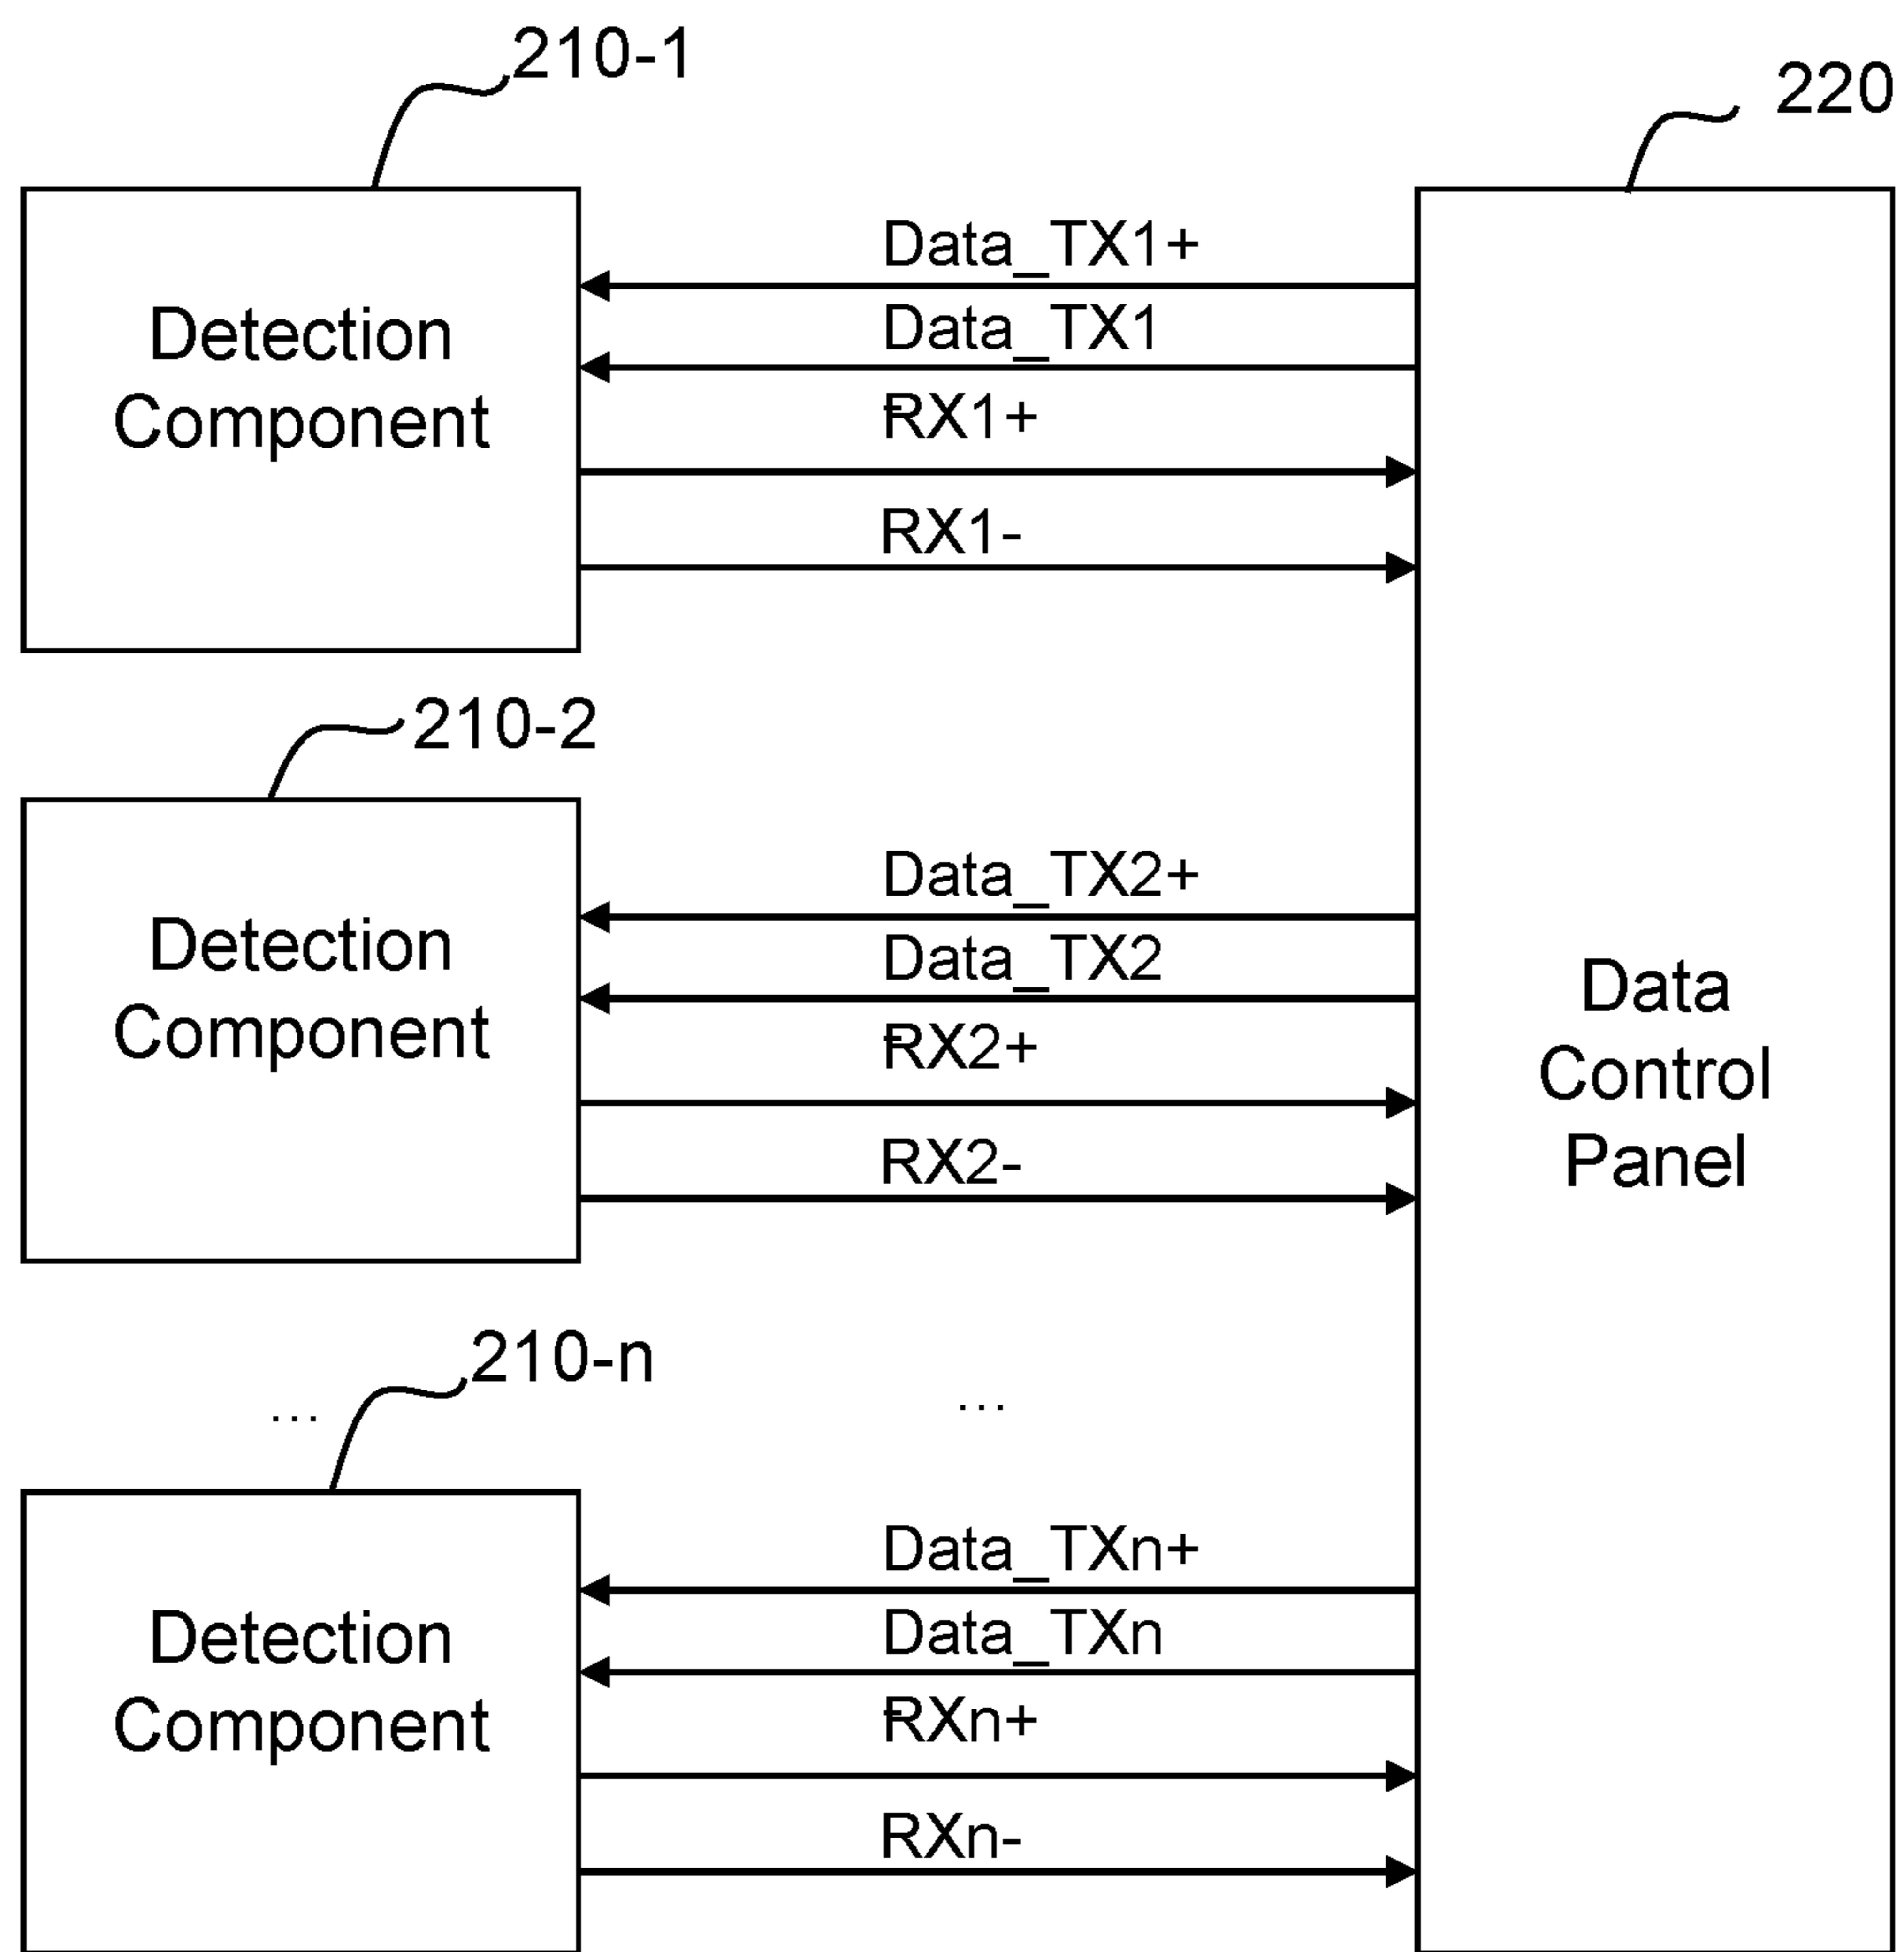 210-1
220
Detection
Component
Data_TX1+
Data_TX1
-
RX1+
RX1-
210-2
Detection
Component
Data_TX2+
Data_TX2
-
RX2+
RX2-
Data
Control
Panel
210-n
...
...
Detection
Component
Data_TXn+
Data_TXn
-
RXn+
RXn-